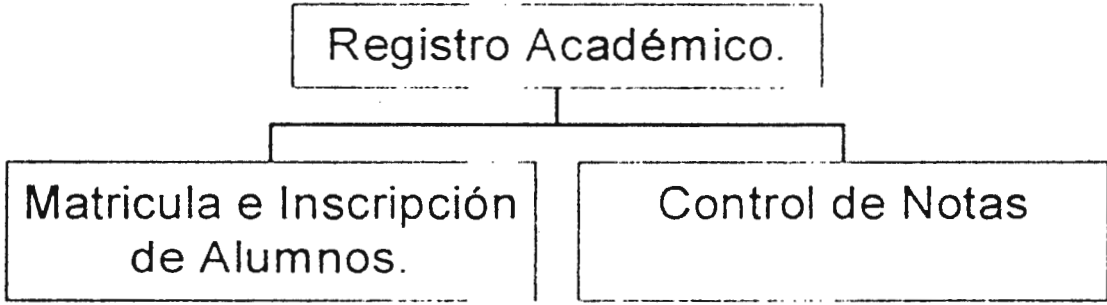 Registro Académico.
Matricula e Inscripción
de Alumnos.
Control de Notas